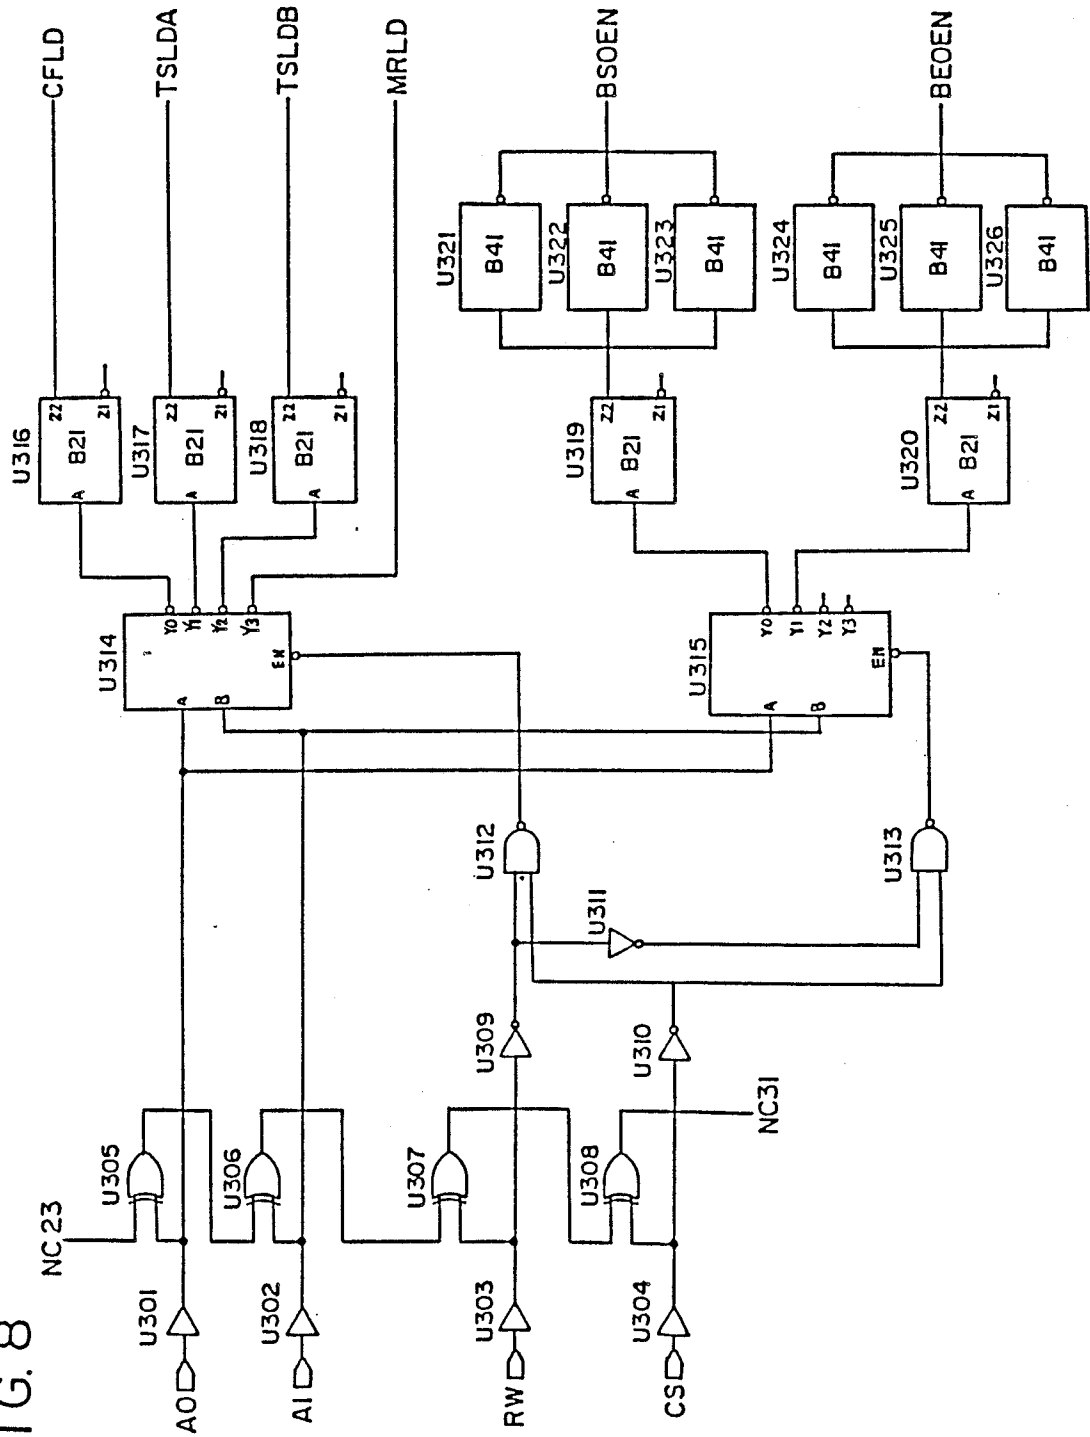 FIG. 8
NC23
A0
U301
U305
A1
U302
U306
RW
U303
U307
CS
U304
U308
NC31
U309
U310
U311
U312
U313
U314
A
B
Y0
Y1
Y2
Y3
EN
U315
A
B
Y0
Y1
Y2
Y3
EN
U316
A
B21
Z2
Z1
CFLD
U317
A
B21
Z2
Z1
TSLDA
U318
A
B21
Z2
Z1
TSLDB
MRLD
U319
A
B21
Z2
Z1
U320
A
B21
Z2
Z1
U321
B41
U322
B41
U323
B41
BSOEN
U324
B41
U325
B41
U326
B41
BEOEN